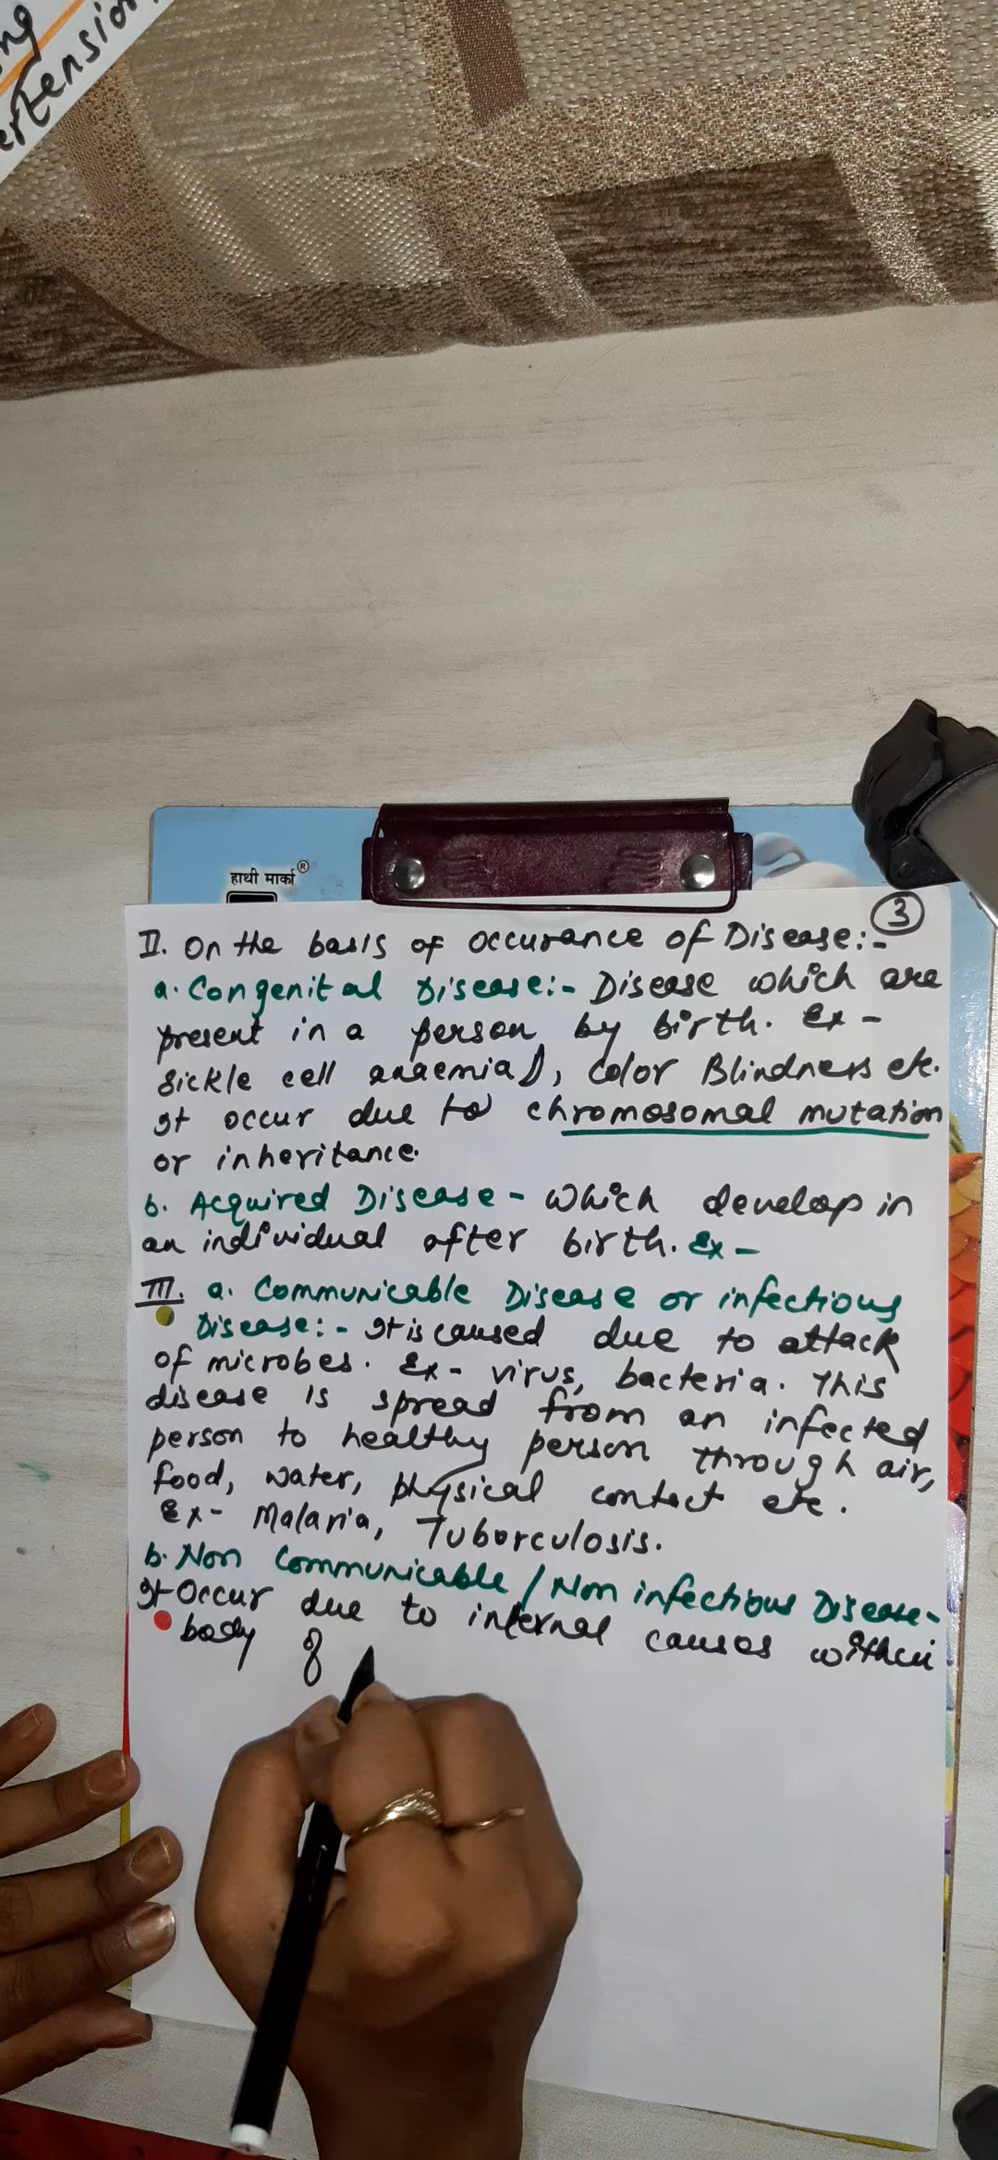 ng
ertension
हाथी मार्का ®
3
II. On the basis of occurance of Disease:-
a. Congenital Disease:- Disease which are
present in a person by birth. Ex -
sickle cell anaemia), Color Blindness etc.
It occur due to chromosomal mutation
or inheritance.
b. Acquired Disease - which develop in
an individual after birth. Ex -
III. a. Communicable Disease or infectious
Disease:- It is caused due to attack
of microbes. Ex- virus, bacteria. This
disease is spread from an infected
person to healthy person through air,
food, water, physical contact etc.
Ex- Malaria, Tuborculosis.
b. Non Communicable / Non infectious Disease-
It Occur due to internal causes within
body